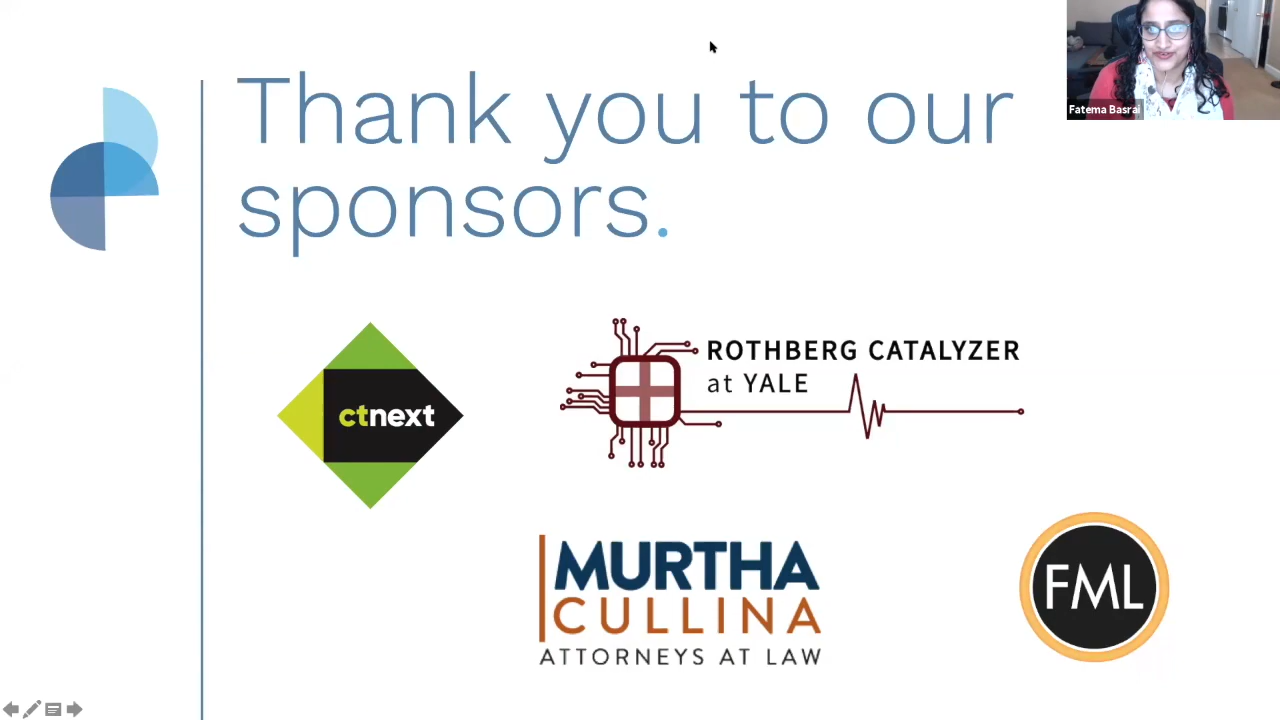 Thank you to our
sponsors.
Fatema Basrai
ctnext
ROTHBERG CATALYZER
at YALE
MURTHA
CULLINA
ATTORNEYS AT LAW
FML